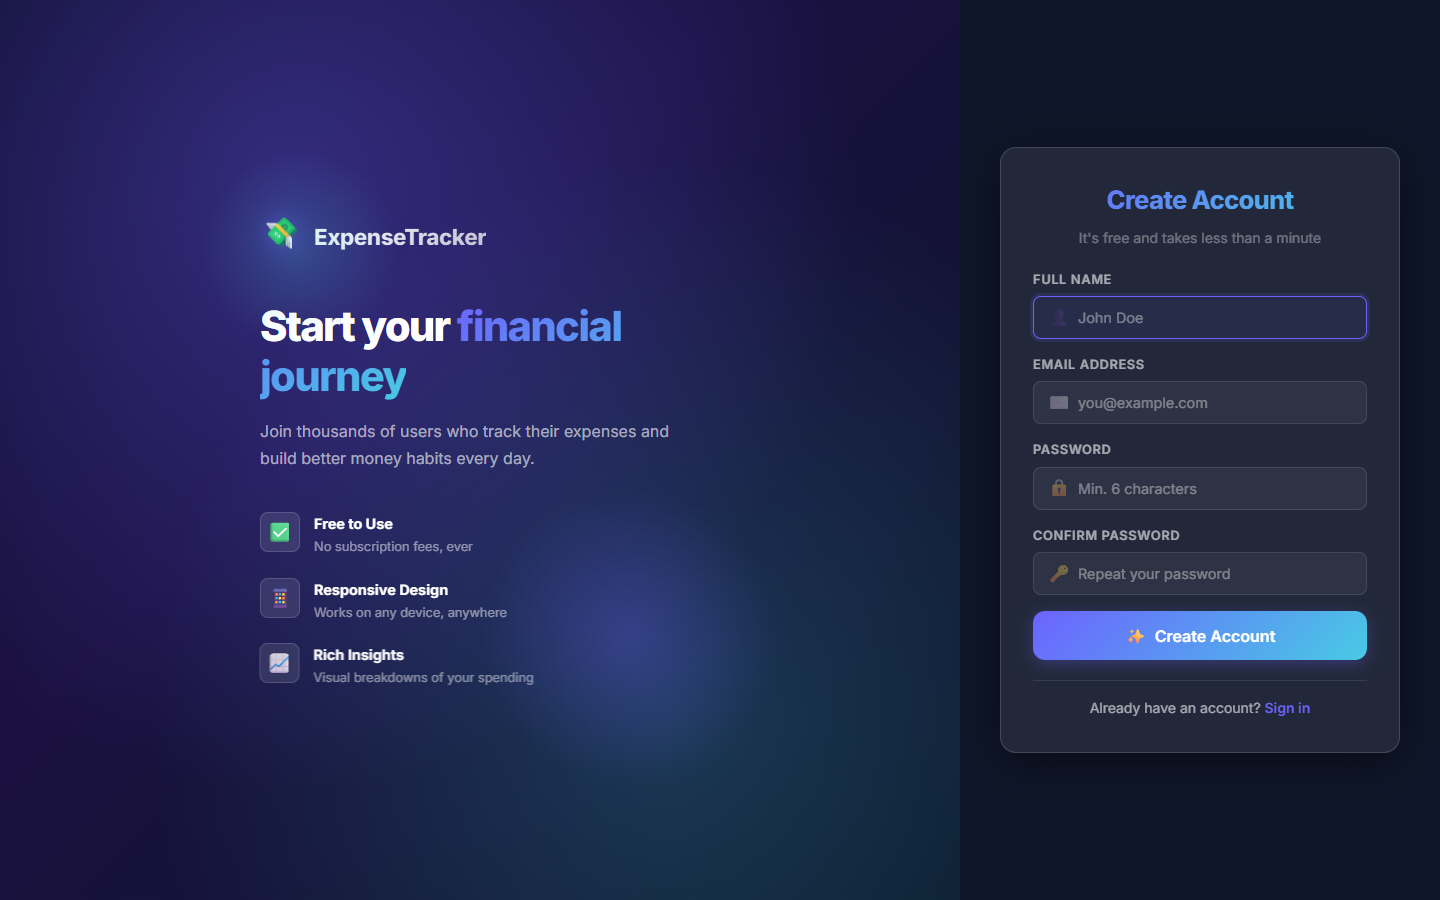 ExpenseTracker
Start your financial
journey
Join thousands of users who track their expenses and
build better money habits every day.
Free to Use
No subscription fees, ever
Responsive Design
Works on any device, anywhere
Rich Insights
Visual breakdowns of your spending
Create Account
It's free and takes less than a minute
FULL NAME
John Doe
EMAIL ADDRESS
you@example.com
PASSWORD
Min. 6 characters
CONFIRM PASSWORD
Repeat your password
Create Account
Already have an account? Sign in